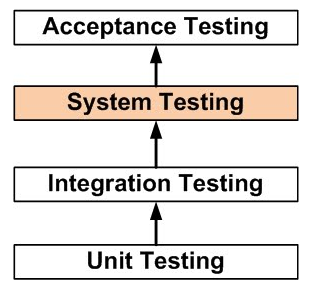 Acceptance Testing
System Testing
Integration Testing
Unit Testing